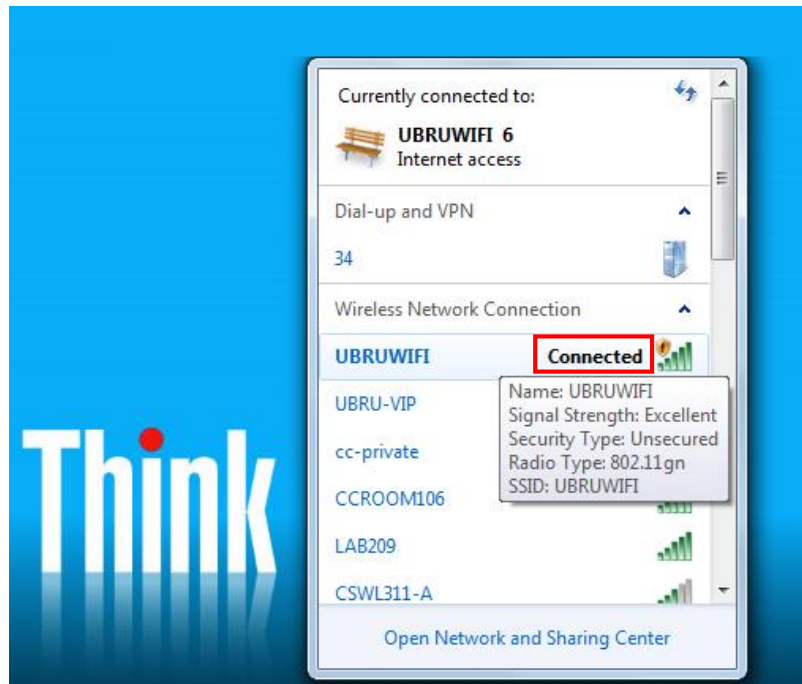 Currently connected to:
UBRUWIFI 6
Internet access
Dial-up and VPN
34
Wireless Network Connection
UBRUWIFI Connected
UBRU-VIP
Name: UBRUWIFI
Signal Strength: Excellent
Security Type: Unsecured
Radio Type: 802.11gn
SSID: UBRUWIFI
cc-private
CCROOM106
LAB209
CSWL311-A
Open Network and Sharing Center
Think